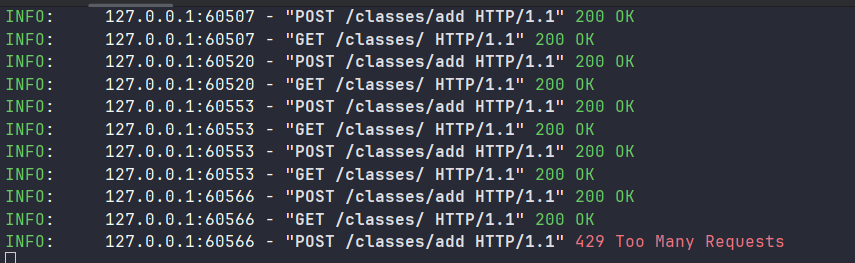 INFO:     127.0.0.1:60507 - "POST /classes/add HTTP/1.1" 200 OK
INFO:     127.0.0.1:60507 - "GET /classes/ HTTP/1.1" 200 OK
INFO:     127.0.0.1:60520 - "POST /classes/add HTTP/1.1" 200 OK
INFO:     127.0.0.1:60520 - "GET /classes/ HTTP/1.1" 200 OK
INFO:     127.0.0.1:60553 - "POST /classes/add HTTP/1.1" 200 OK
INFO:     127.0.0.1:60553 - "GET /classes/ HTTP/1.1" 200 OK
INFO:     127.0.0.1:60553 - "POST /classes/add HTTP/1.1" 200 OK
INFO:     127.0.0.1:60553 - "GET /classes/ HTTP/1.1" 200 OK
INFO:     127.0.0.1:60566 - "POST /classes/add HTTP/1.1" 200 OK
INFO:     127.0.0.1:60566 - "GET /classes/ HTTP/1.1" 200 OK
INFO:     127.0.0.1:60566 - "POST /classes/add HTTP/1.1" 429 Too Many Requests